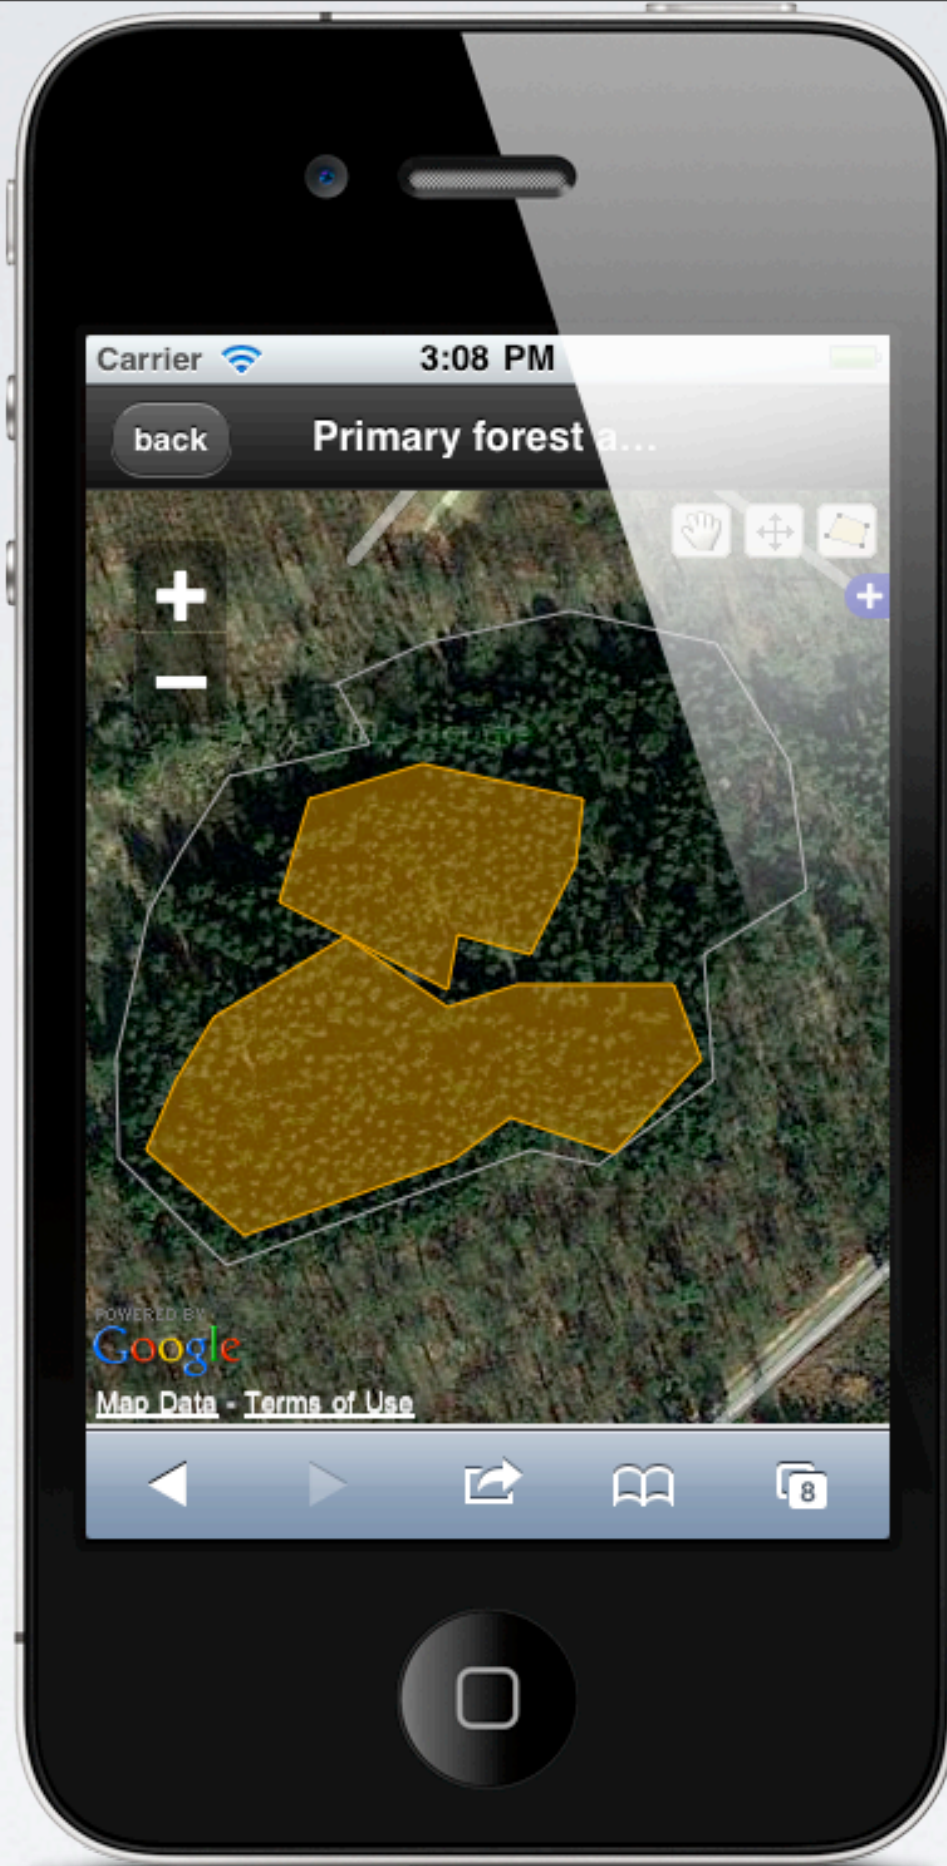 Carrier 3:08 PM
back Primary forest a...
POWERED BY
Google
Map Data - Terms of Use
8